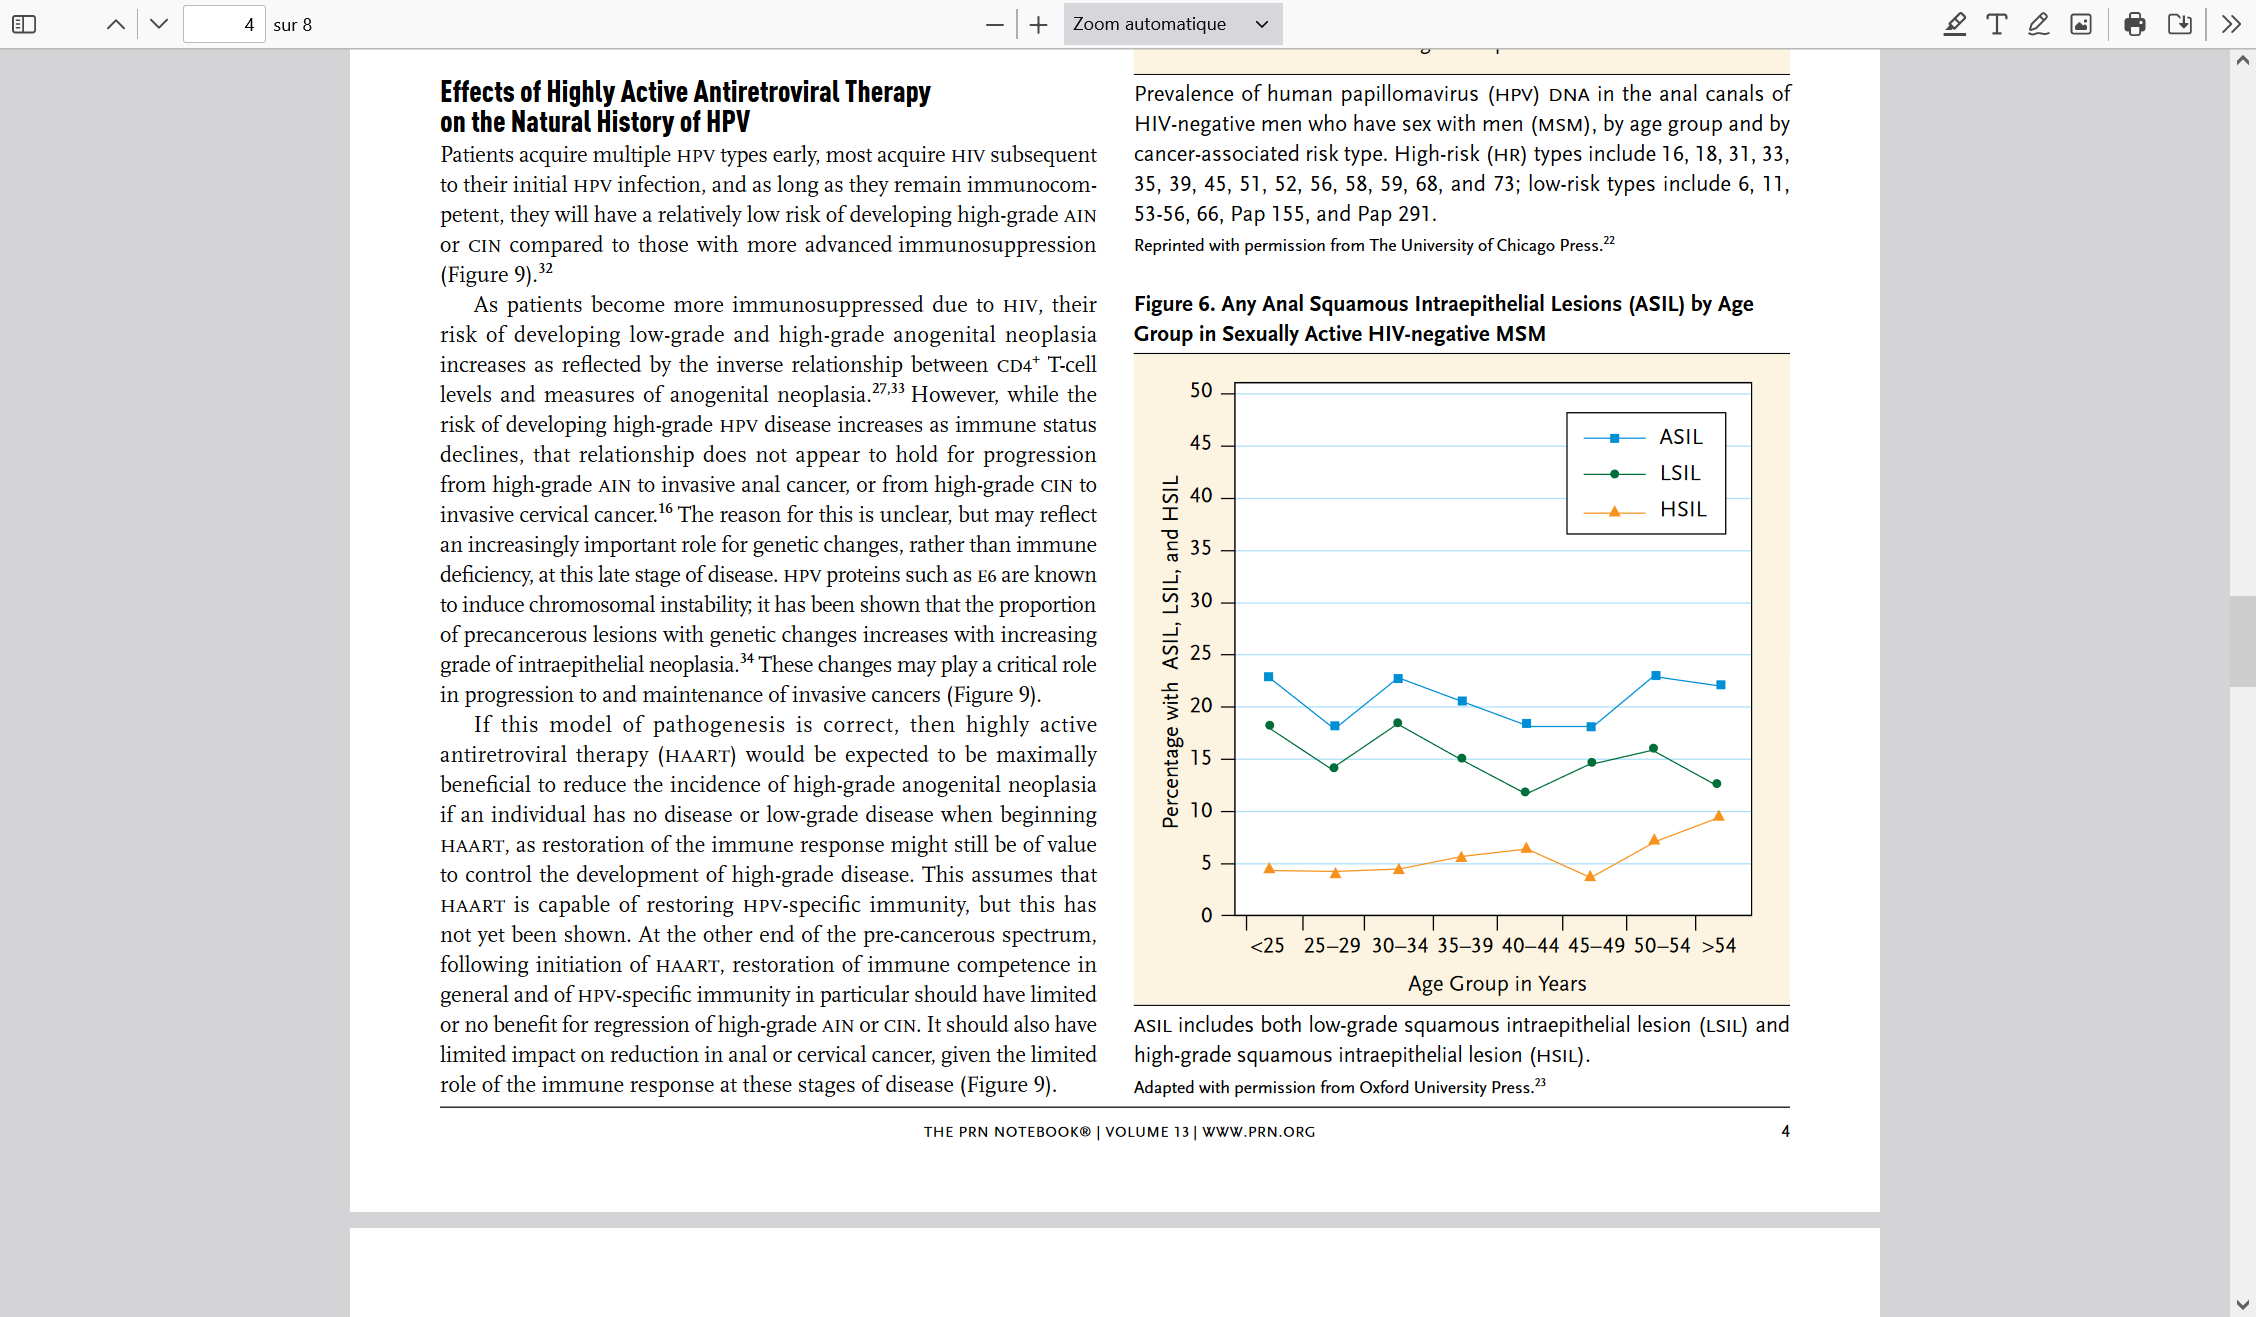 4 sur 8 Zoom automatique
Effects of Highly Active Antiretroviral Therapy
on the Natural History of HPV
Patients acquire multiple HPV types early, most acquire HIV subsequent
to their initial HPV infection, and as long as they remain immunocom-
petent, they will have a relatively low risk of developing high-grade AIN
or CIN compared to those with more advanced immunosuppression
(Figure 9).32
As patients become more immunosuppressed due to HIV, their
risk of developing low-grade and high-grade anogenital neoplasia
increases as reflected by the inverse relationship between CD4+ T-cell
levels and measures of anogenital neoplasia.27,33 However, while the
risk of developing high-grade HPV disease increases as immune status
declines, that relationship does not appear to hold for progression
from high-grade AIN to invasive anal cancer, or from high-grade CIN to
invasive cervical cancer.16 The reason for this is unclear, but may reflect
an increasingly important role for genetic changes, rather than immune
deficiency, at this late stage of disease. HPV proteins such as E6 are known
to induce chromosomal instability; it has been shown that the proportion
of precancerous lesions with genetic changes increases with increasing
grade of intraepithelial neoplasia.34 These changes may play a critical role
in progression to and maintenance of invasive cancers (Figure 9).
If this model of pathogenesis is correct, then highly active
antiretroviral therapy (HAART) would be expected to be maximally
beneficial to reduce the incidence of high-grade anogenital neoplasia
if an individual has no disease or low-grade disease when beginning
HAART, as restoration of the immune response might still be of value
to control the development of high-grade disease. This assumes that
HAART is capable of restoring HPV-specific immunity, but this has
not yet been shown. At the other end of the pre-cancerous spectrum,
following initiation of HAART, restoration of immune competence in
general and of HPV-specific immunity in particular should have limited
or no benefit for regression of high-grade AIN or CIN. It should also have
limited impact on reduction in anal or cervical cancer, given the limited
role of the immune response at these stages of disease (Figure 9).
Prevalence of human papillomavirus (HPV) DNA in the anal canals of
HIV-negative men who have sex with men (MSM), by age group and by
cancer-associated risk type. High-risk (HR) types include 16, 18, 31, 33,
35, 39, 45, 51, 52, 56, 58, 59, 68, and 73; low-risk types include 6, 11,
53-56, 66, Pap 155, and Pap 291.
Reprinted with permission from The University of Chicago Press.22
Figure 6. Any Anal Squamous Intraepithelial Lesions (ASIL) by Age
Group in Sexually Active HIV-negative MSM
Percentage with ASIL, LSIL, and HSIL
50
45
40
35
30
25
20
15
10
5
0
ASIL
LSIL
HSIL
<25 25–29 30–34 35–39 40–44 45–49 50–54 >54
Age Group in Years
ASIL includes both low-grade squamous intraepithelial lesion (LSIL) and
high-grade squamous intraepithelial lesion (HSIL).
Adapted with permission from Oxford University Press.23
THE PRN NOTEBOOK® | VOLUME 13 | WWW.PRN.ORG 4